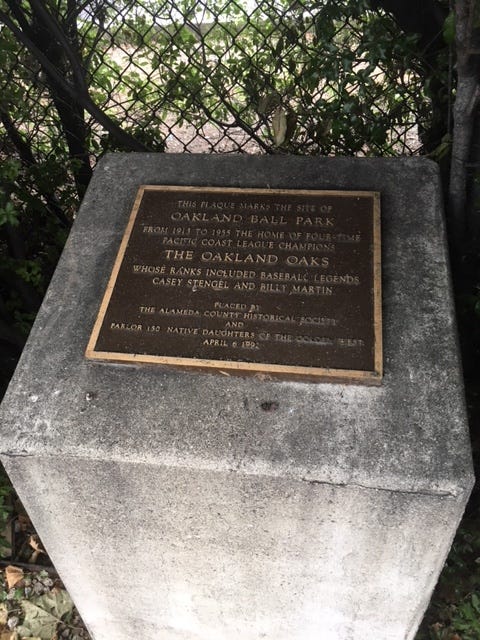 THIS PLAQUE MARKS THE SITE OF
OAKLAND BALL PARK
FROM 1913 TO 1955 THE HOME OF FOUR-TIME
PACIFIC COAST LEAGUE CHAMPIONS
THE OAKLAND OAKS
WHOSE RANKS INCLUDED BASEBALL LEGENDS
CASEY STENGEL AND BILLY MARTIN
PLACED BY
THE ALAMEDA COUNTY HISTORICAL SOCIETY
AND
PARLOR 150 NATIVE DAUGHTERS OF THE GOLDEN WEST
APRIL 6 1992